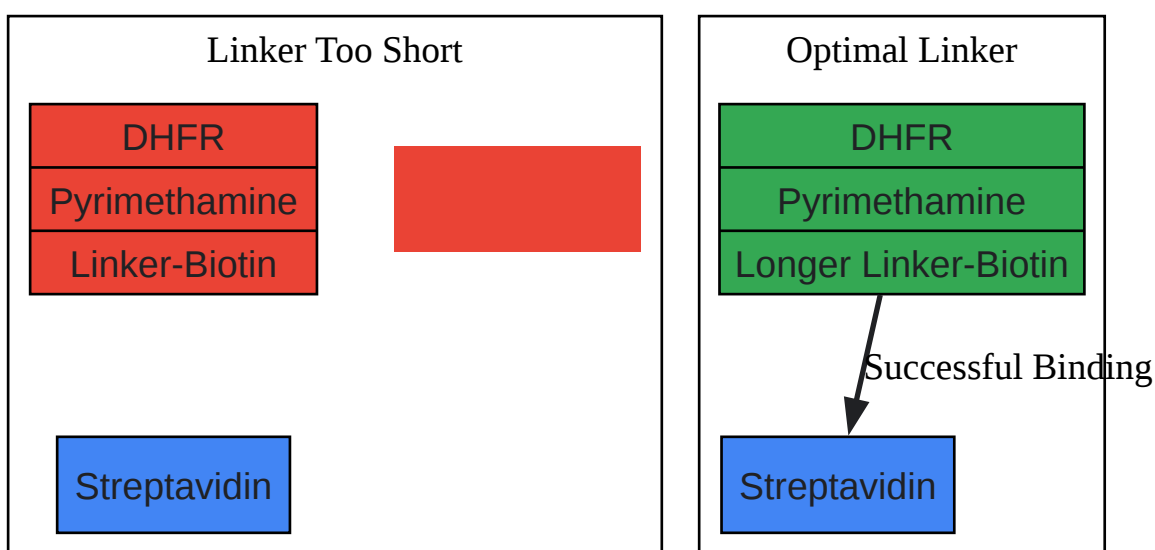 Linker Too Short
DHFR
Pyrimethamine
Linker-Biotin
Streptavidin
Optimal Linker
DHFR
Pyrimethamine
Longer Linker-Biotin
Successful Binding
Streptavidin